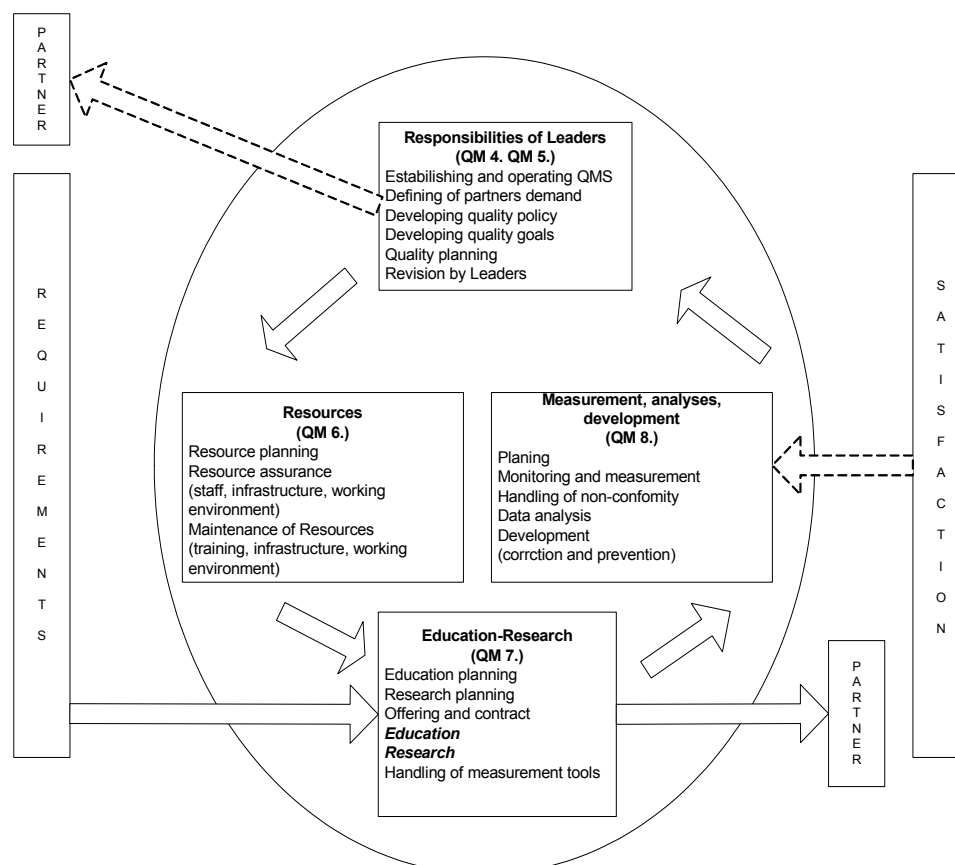 PARTNER
Responsibilities of Leaders
(QM 4. QM 5.)
Estabilishing and operating QMS
Defining of partners demand
Developing quality policy
Developing quality goals
Quality planning
Revision by Leaders
REQUIREMENTS
SATISFACTION
Resources
(QM 6.)
Resource planning
Resource assurance
(staff, infrastructure, working
environment)
Maintenance of Resources
(training, infrastructure, working
environment)
Measurement, analyses,
development
(QM 8.)
Planing
Monitoring and measurement
Handling of non-confomity
Data analysis
Development
(corrction and prevention)
Education-Research
(QM 7.)
Education planning
Research planning
Offering and contract
Education
Research
Handling of measurement tools
PARTNER